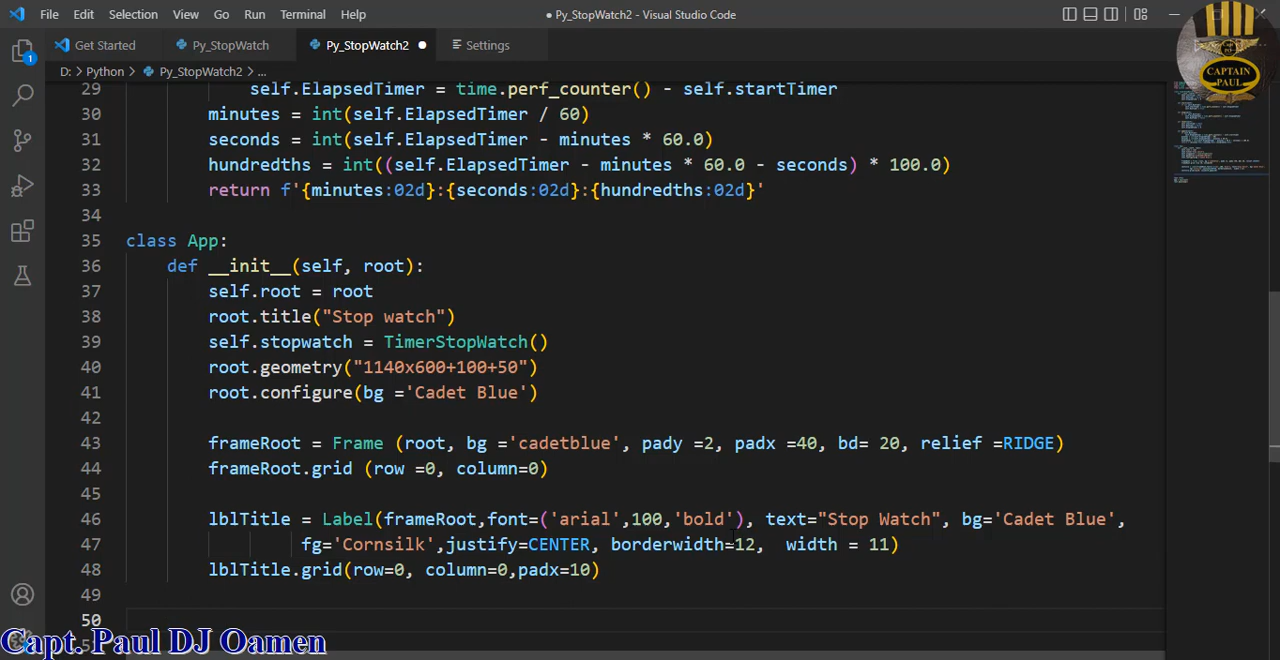 File Edit Selection View Go Run Terminal Help
● Py_StopWatch2 - Visual Studio Code
Get Started Py_StopWatch Py_StopWatch2 ● Settings
D: > Python > Py_StopWatch2 > ...
CAPTAIN
PAUL
1
29 self.ElapsedTimer = time.perf_counter() - self.startTimer
30 minutes = int(self.ElapsedTimer / 60)
31 seconds = int(self.ElapsedTimer - minutes * 60.0)
32 hundredths = int((self.ElapsedTimer - minutes * 60.0 - seconds) * 100.0)
33 return f'{minutes:02d}:{seconds:02d}:{hundredths:02d}'
34
35 class App:
36 def __init__(self, root):
37 self.root = root
38 root.title("Stop watch")
39 self.stopwatch = TimerStopWatch()
40 root.geometry("1140x600+100+50")
41 root.configure(bg ='Cadet Blue')
42
43 frameRoot = Frame (root, bg ='cadetblue', pady =2, padx =40, bd= 20, relief =RIDGE)
44 frameRoot.grid (row =0, column=0)
45
46 lblTitle = Label(frameRoot,font=('arial',100,'bold'), text="Stop Watch", bg='Cadet Blue',
47 fg='Cornsilk',justify=CENTER, borderwidth=12, width = 11)
48 lblTitle.grid(row=0, column=0,padx=10)
49
50
Capt. Paul DJ Oamen